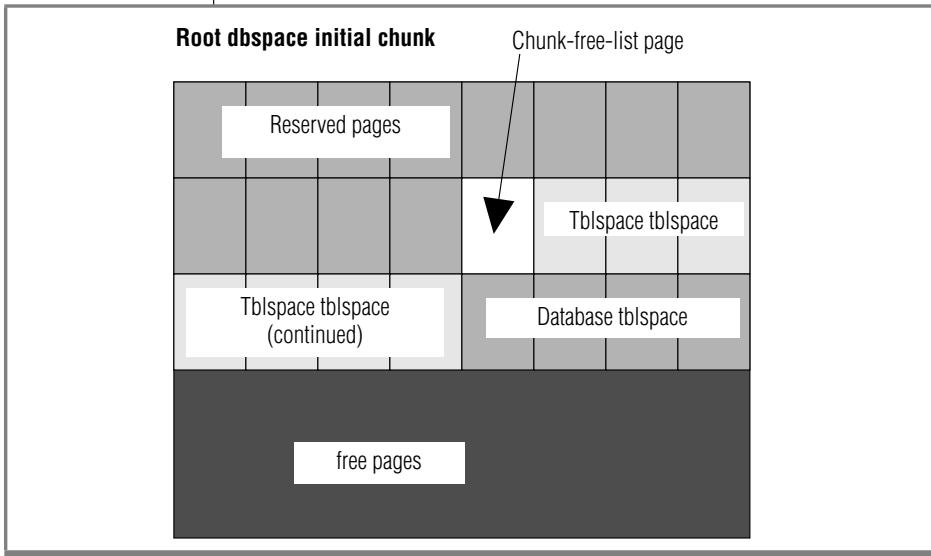 Root dbspace initial chunk
Chunk-free-list page
Reserved pages
Tblspace tblspace
Tblspace tblspace
(continued)
Database tblspace
free pages